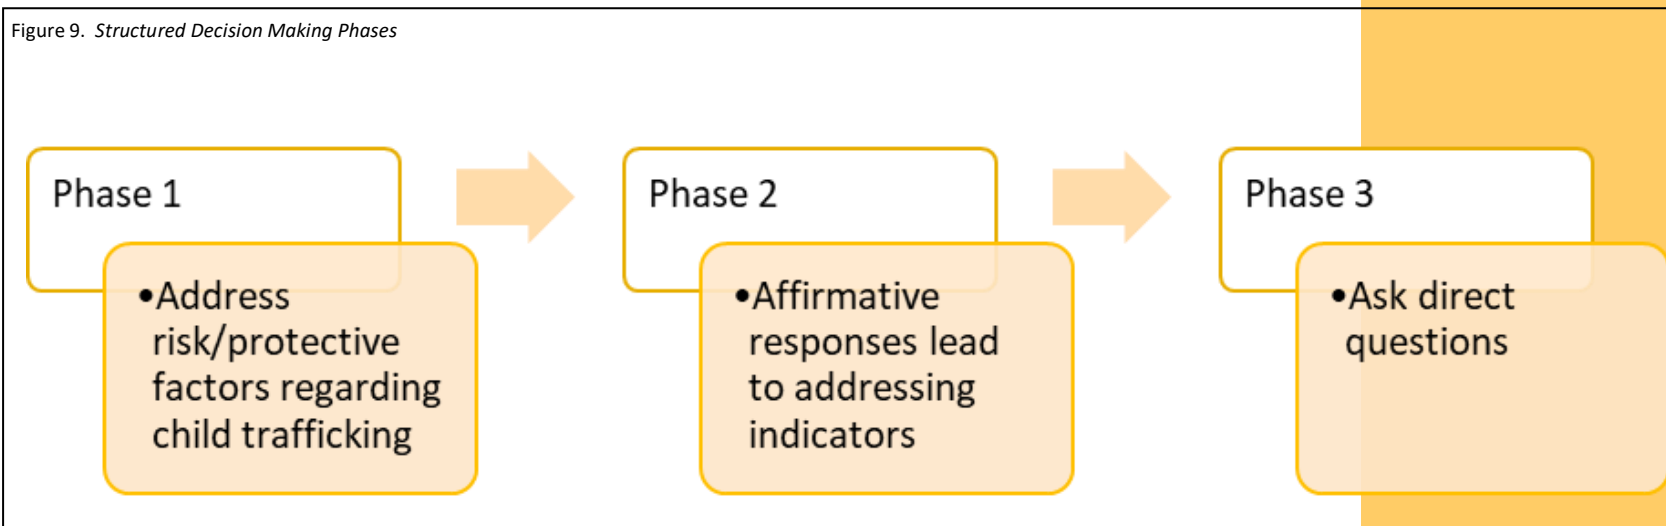 Figure 9. Structured Decision Making Phases
Phase 1
•Address
risk/protective
factors regarding
child trafficking
Phase 2
•Affirmative
responses lead
to addressing
indicators
Phase 3
•Ask direct
questions